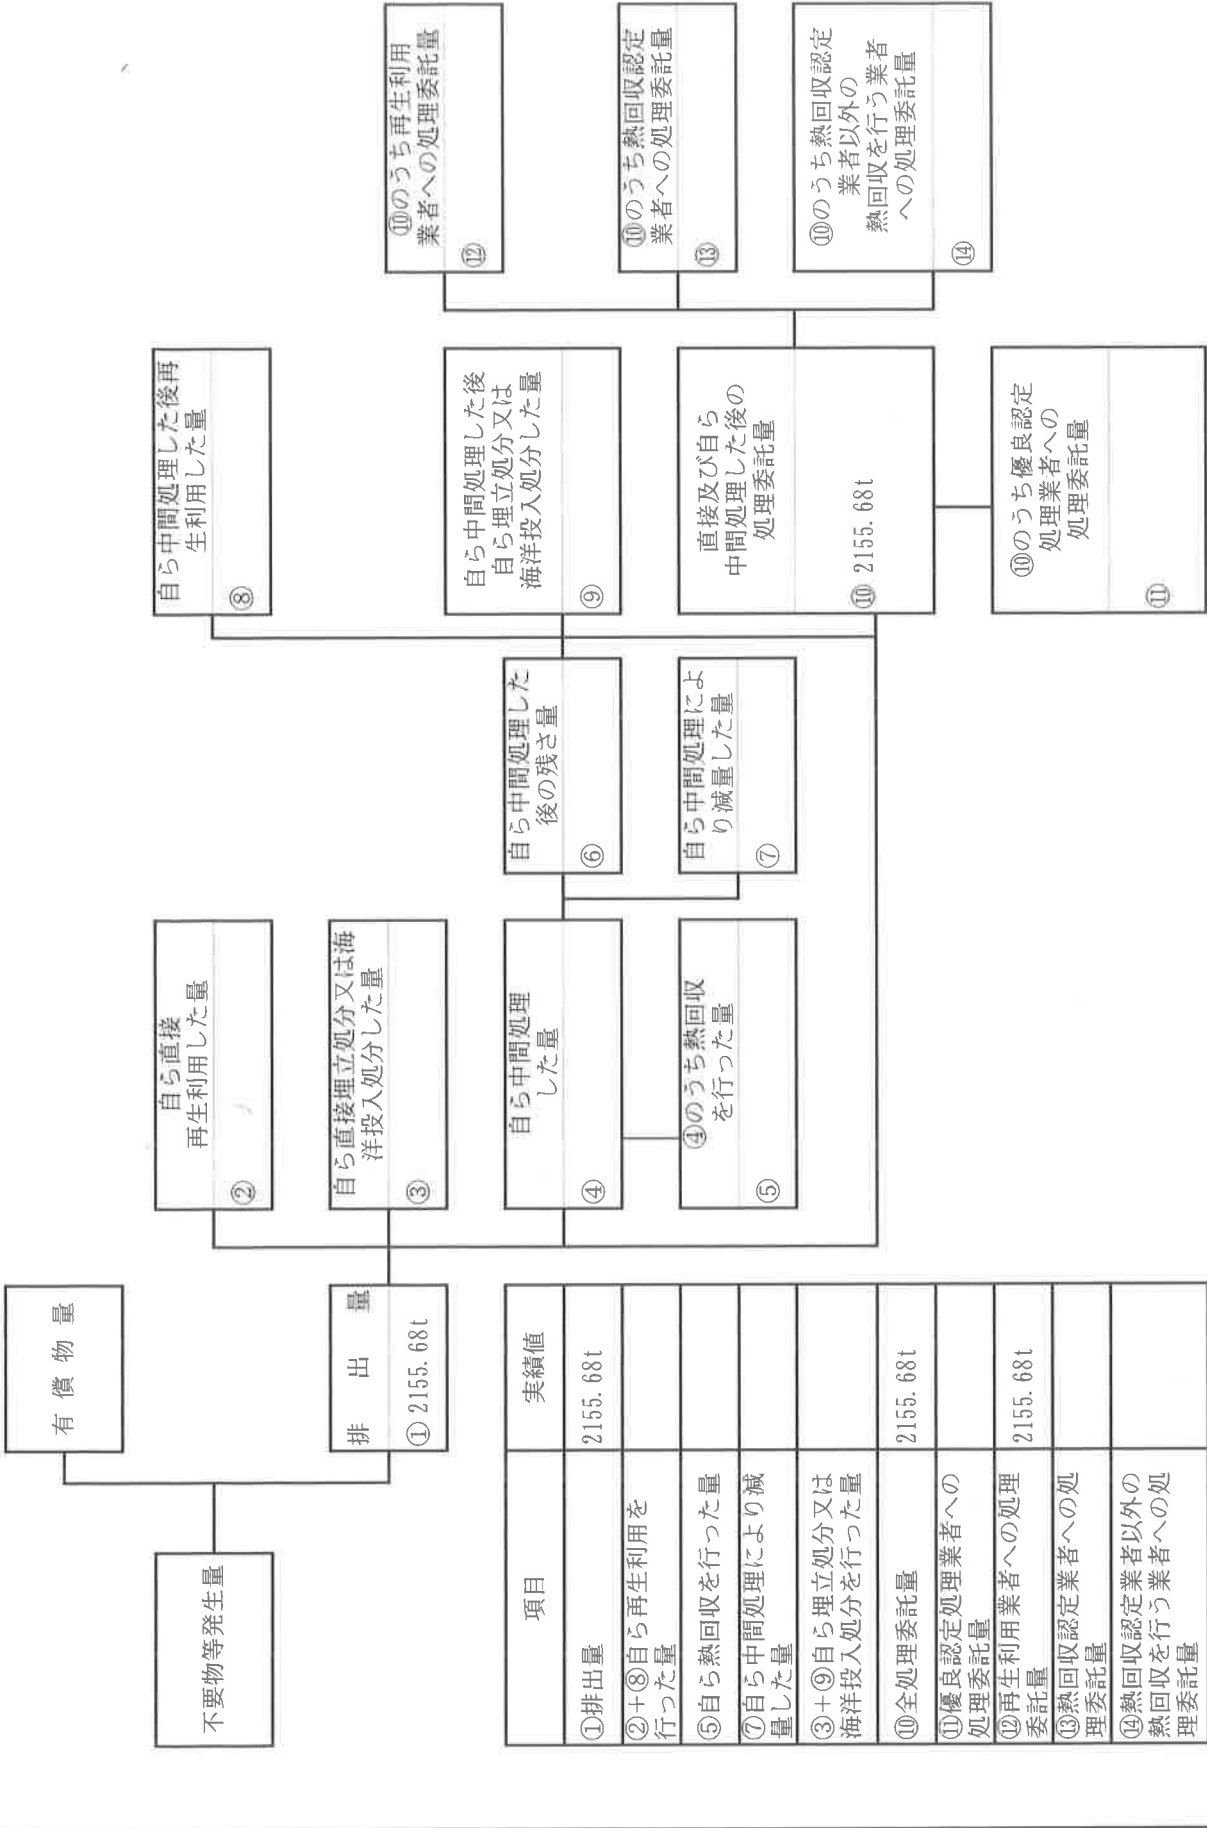 不要物等発生量
有 償 物 量
排 出 量
① 2155.68t
自ら直接
再生利用した量
②
自ら直接埋立処分又は海
洋投入処分した量
③
自ら中間処理
した量
④
④のうち熱回収
を行った量
⑤
自ら中間処理した
後の残さ量
⑥
自ら中間処理によ
り減量した量
⑦
自ら中間処理した後再
生利用した量
⑧
自ら中間処理した後
自ら埋立処分又は
海洋投入処分した量
⑨
直接及び自ら
中間処理した後の
処理委託量
⑩ 2155.68t
⑩のうち優良認定
処理業者への
処理委託量
⑪
⑩のうち再生利用
業者への処理委託量
⑫
⑩のうち熱回収認定
業者への処理委託量
⑬
⑩のうち熱回収認定
業者以外の
熱回収を行う業者
への処理委託量
⑭
項目 実績値
①排出量 2155.68t
②+⑧自ら再生利用を
行った量
⑤自ら熱回収を行った量
⑦自ら中間処理により減
量した量
③+⑨自ら埋立処分又は
海洋投入処分を行った量
⑩全処理委託量 2155.68t
⑪優良認定処理業者への
処理委託量
⑫再生利用業者への処理
委託量 2155.68t
⑬熱回収認定業者への処
理委託量
⑭熱回収認定業者以外の
熱回収を行う業者への処
理委託量